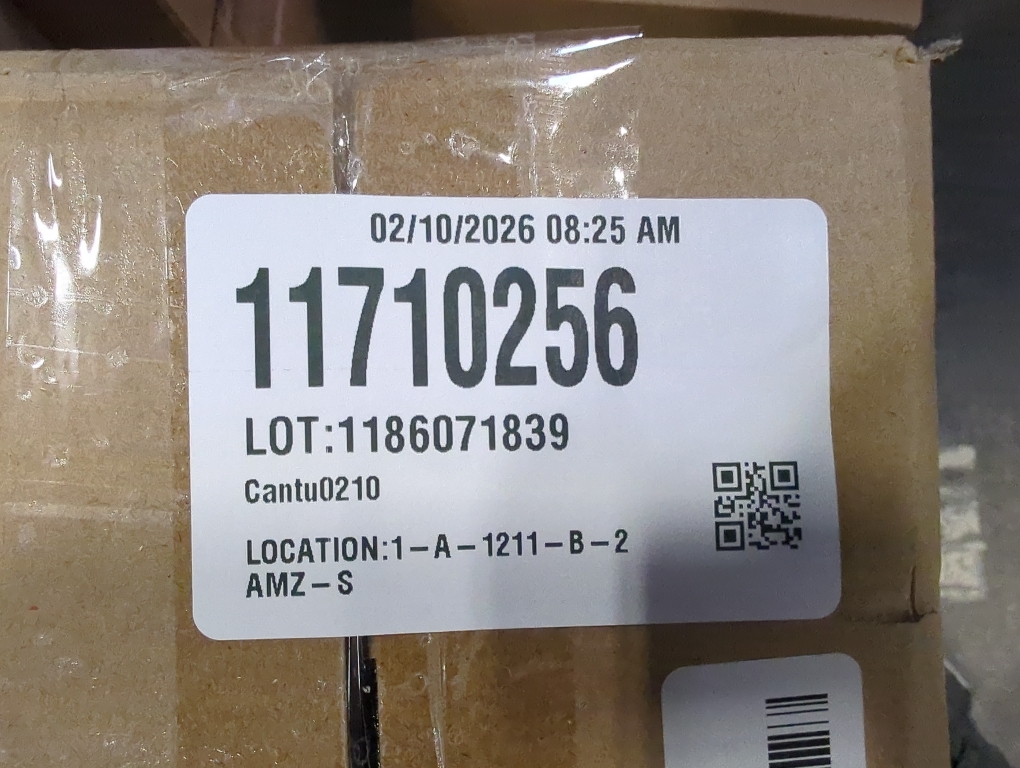 02/10/2026 08:25 AM
11710256
LOT:1186071839
Cantu0210
LOCATION:1-A-1211-B-2
AMZ-S